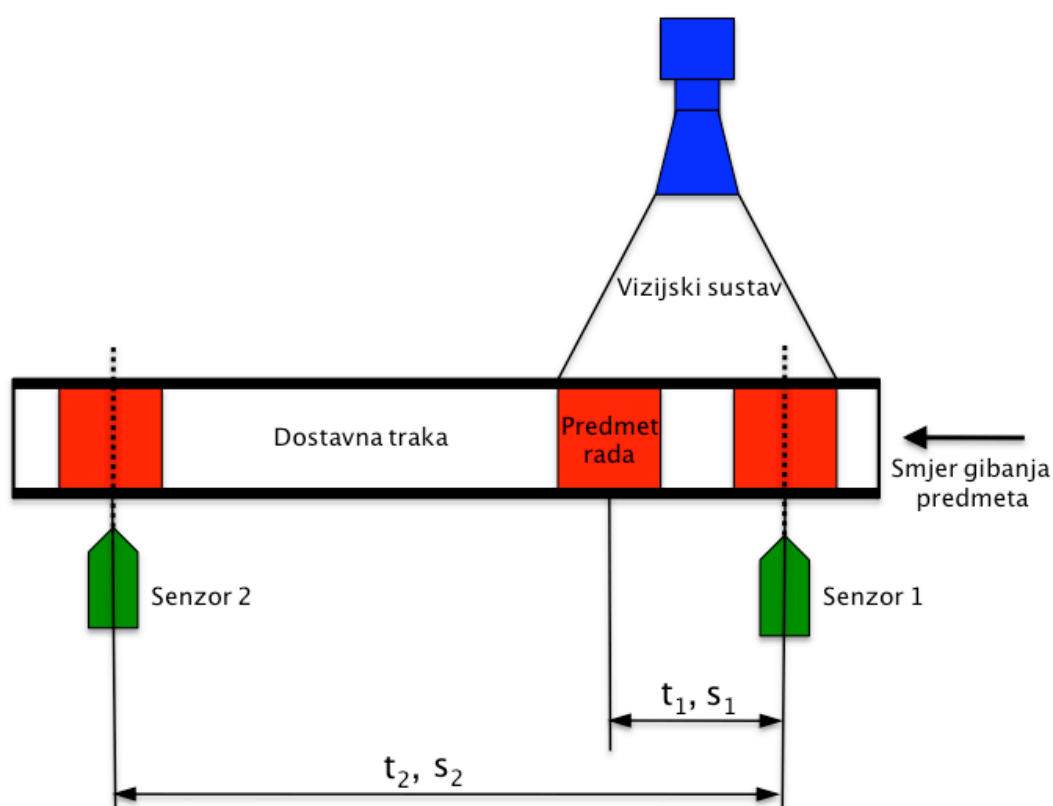 Vizijski sustav
Dostavna traka
Predmet
rada
Smjer gibanja
predmeta
Senzor 2
Senzor 1
t₁, s₁
t₂, s₂